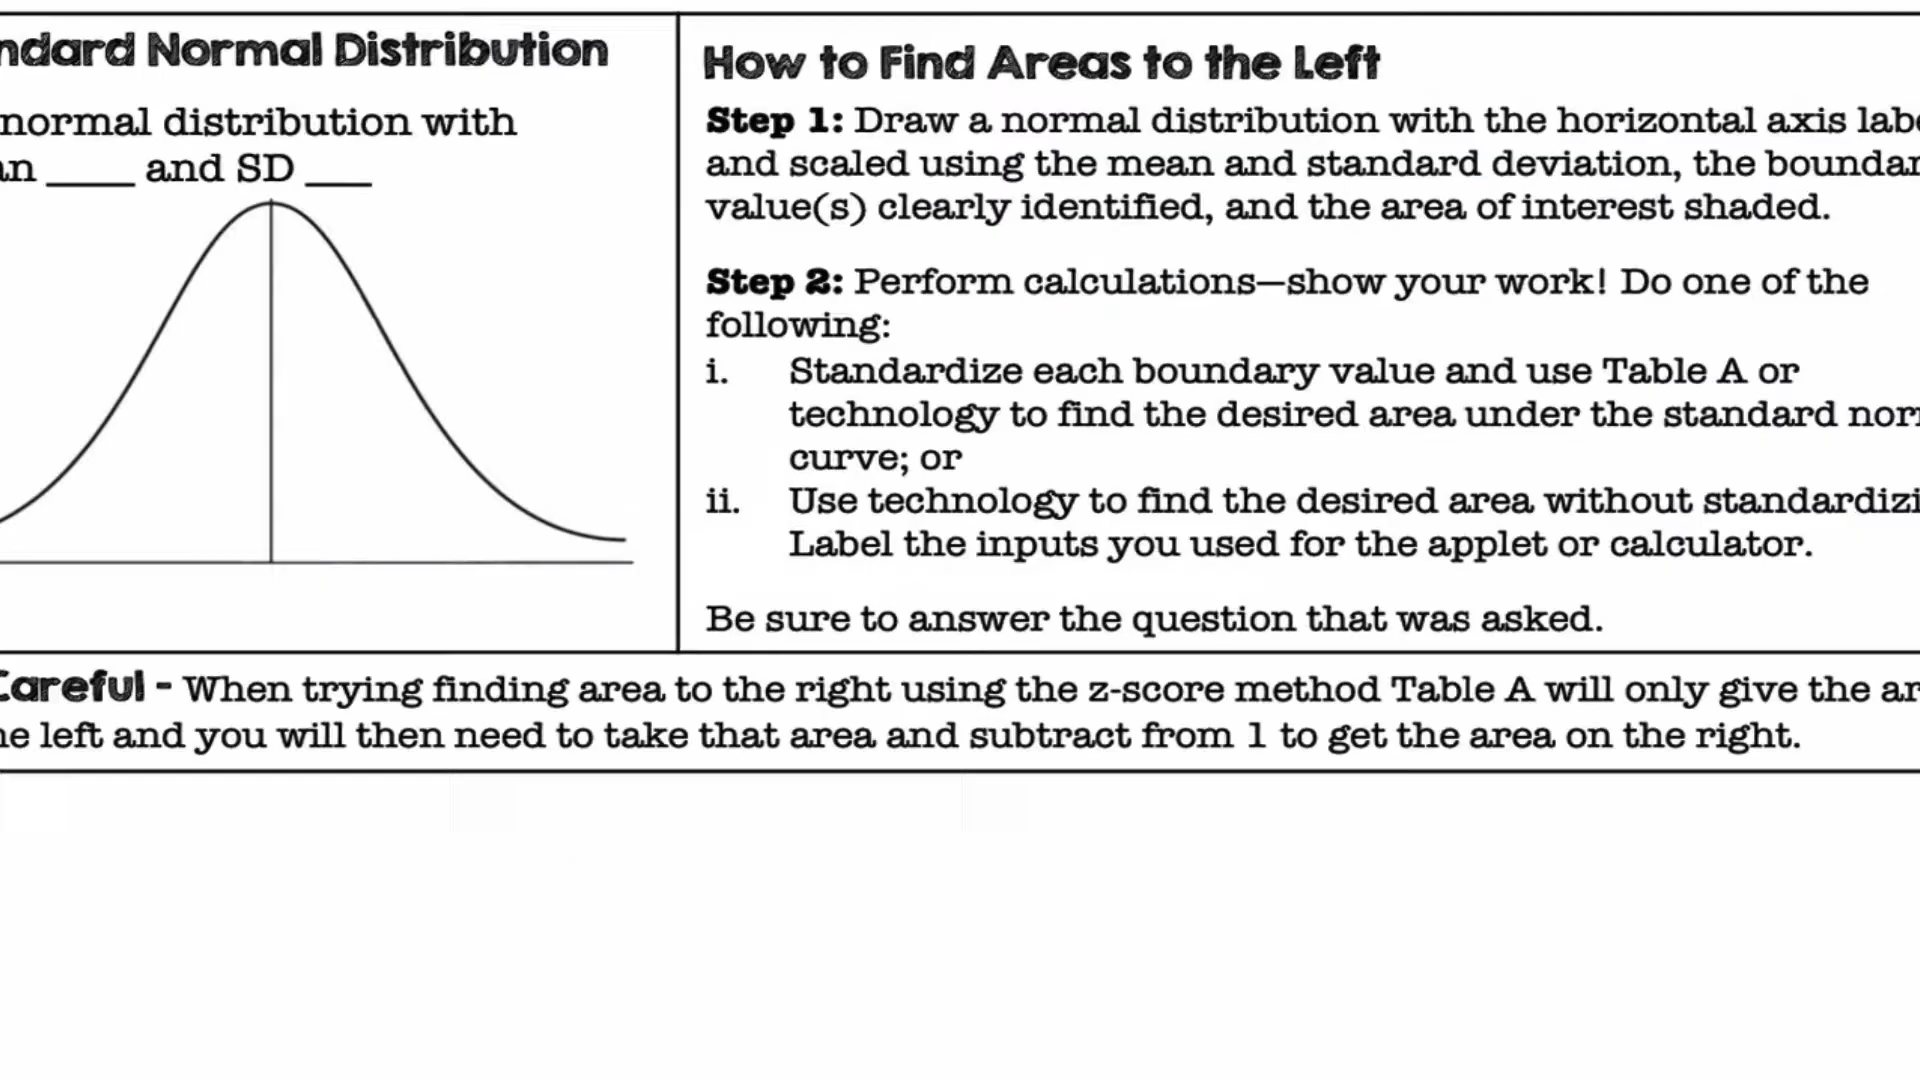 ndard Normal Distribution
normal distribution with
an ____ and SD ___
How to Find Areas to the Left
Step 1: Draw a normal distribution with the horizontal axis labe
and scaled using the mean and standard deviation, the boundar
value(s) clearly identified, and the area of interest shaded.
Step 2: Perform calculations—show your work! Do one of the
following:
i. Standardize each boundary value and use Table A or
technology to find the desired area under the standard nor
curve; or
ii. Use technology to find the desired area without standardizi
Label the inputs you used for the applet or calculator.
Be sure to answer the question that was asked.
Careful - When trying finding area to the right using the z-score method Table A will only give the ar
he left and you will then need to take that area and subtract from 1 to get the area on the right.